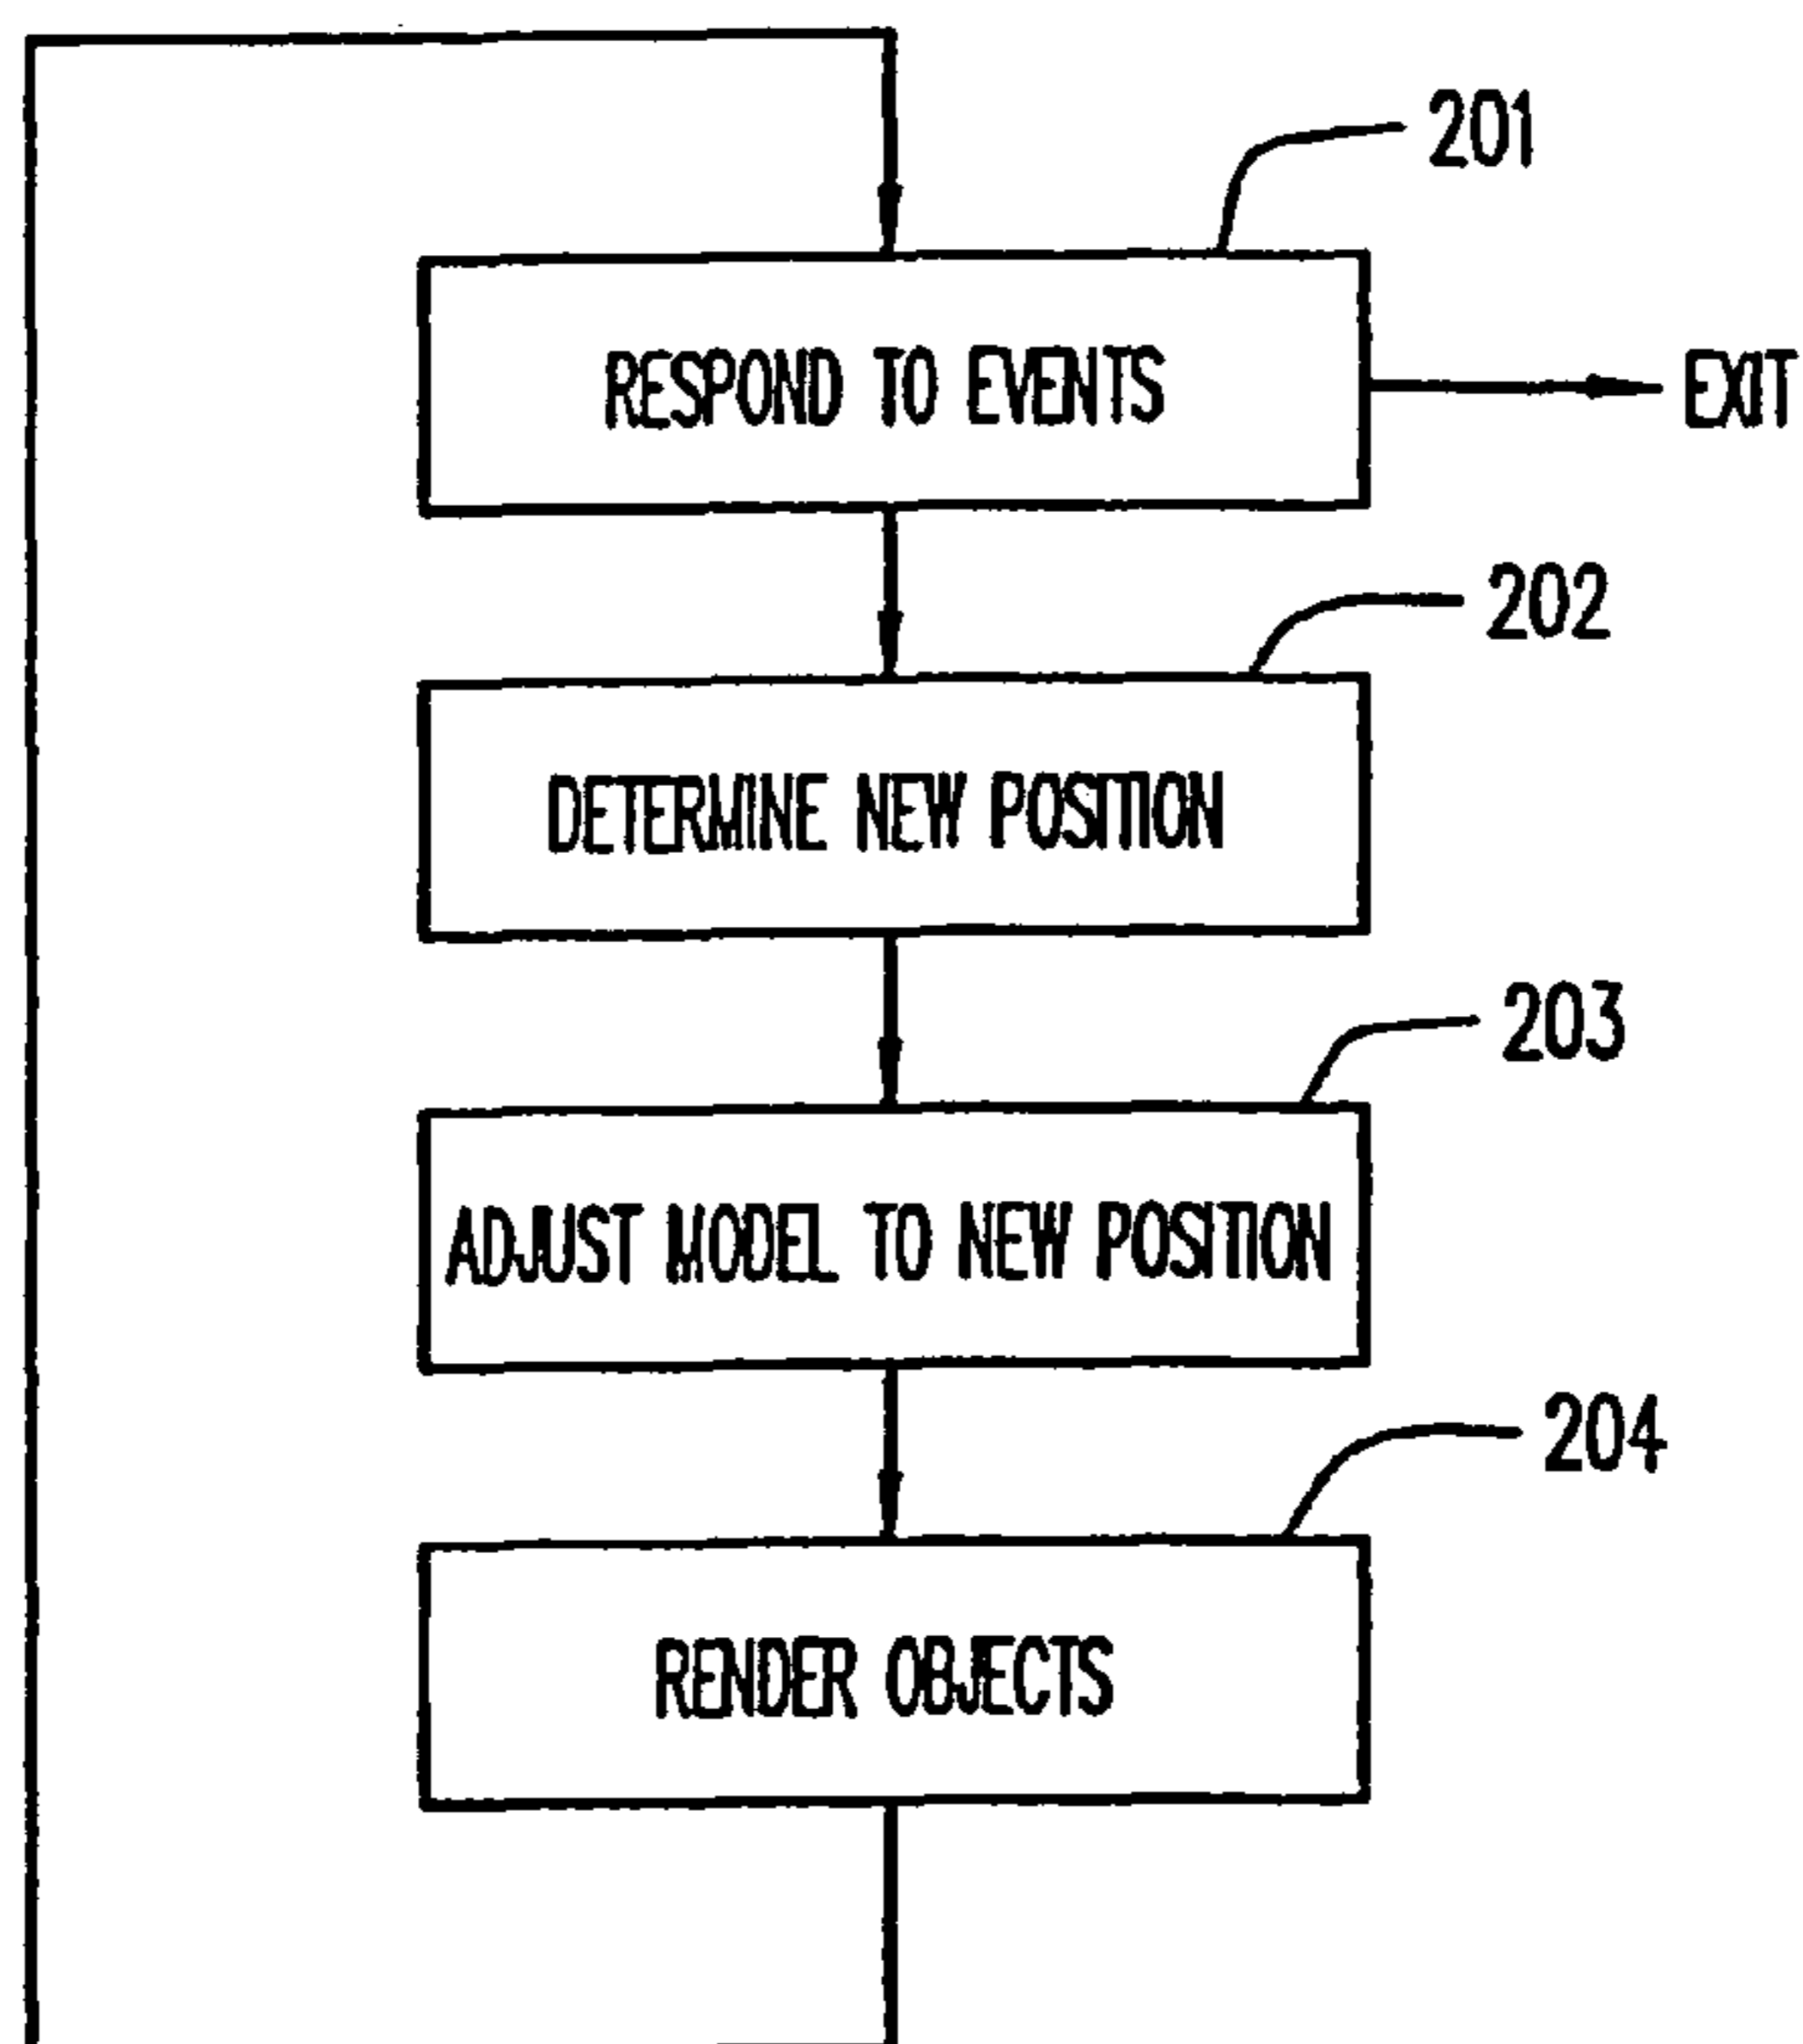 201
RESPOND TO EVENTS
EXIT
202
DETERMINE NEW POSITION
203
ADJUST MODEL TO NEW POSITION
204
RENDER OBJECTS